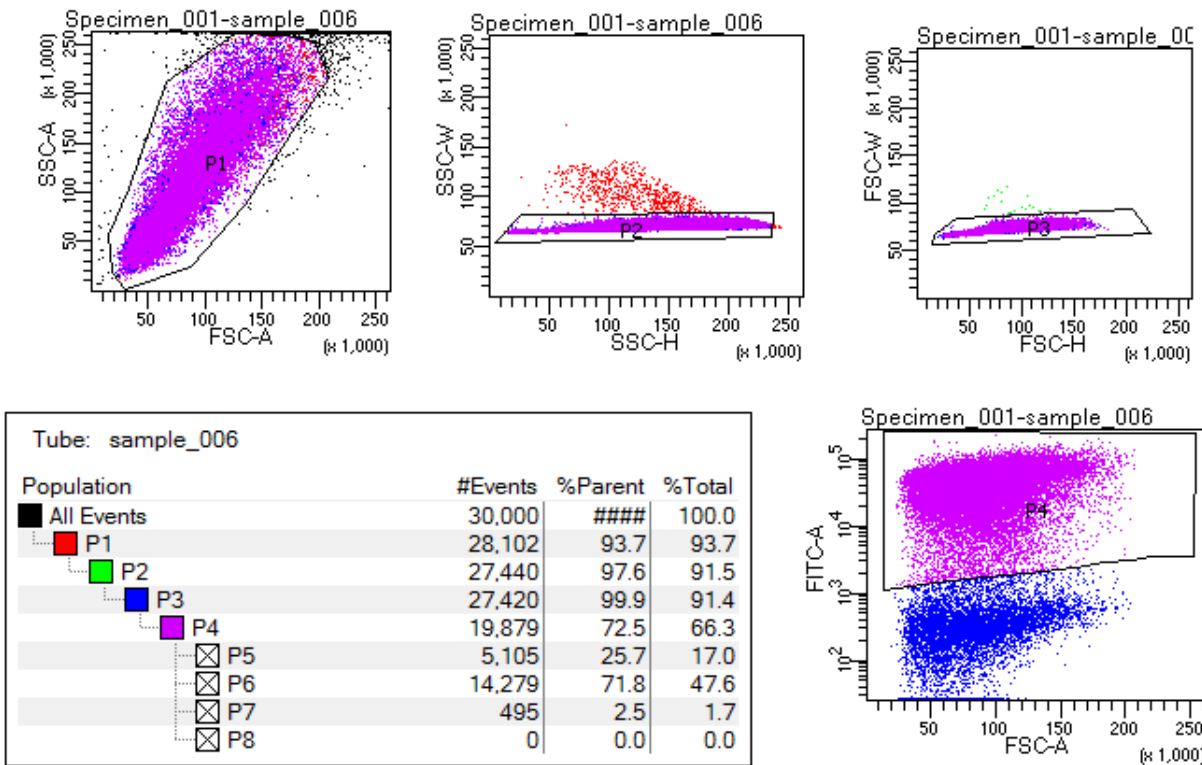 Specimen_001-sample_006
SSC-A (x 1,000)
250
200
150
100
50
P1
50 100 150 200 250
FSC-A
(x 1,000)
Specimen_001-sample_006
SSC-W (x 1,000)
250
200
150
100
50
P2
50 100 150 200 250
SSC-H
(x 1,000)
Specimen_001-sample_00
FSC-W (x 1,000)
250
200
150
100
50
P3
50 100 150 200 250
FSC-H
(x 1,000)
Tube: sample_006
Population #Events %Parent %Total
All Events 30,000 #### 100.0
P1 28,102 93.7 93.7
P2 27,440 97.6 91.5
P3 27,420 99.9 91.4
P4 19,879 72.5 66.3
P5 5,105 25.7 17.0
P6 14,279 71.8 47.6
P7 495 2.5 1.7
P8 0 0.0 0.0
Specimen_001-sample_006
FITC-A
10^5
10^4
10^3
10^2
P4
50 100 150 200 250
FSC-A
(x 1,000)